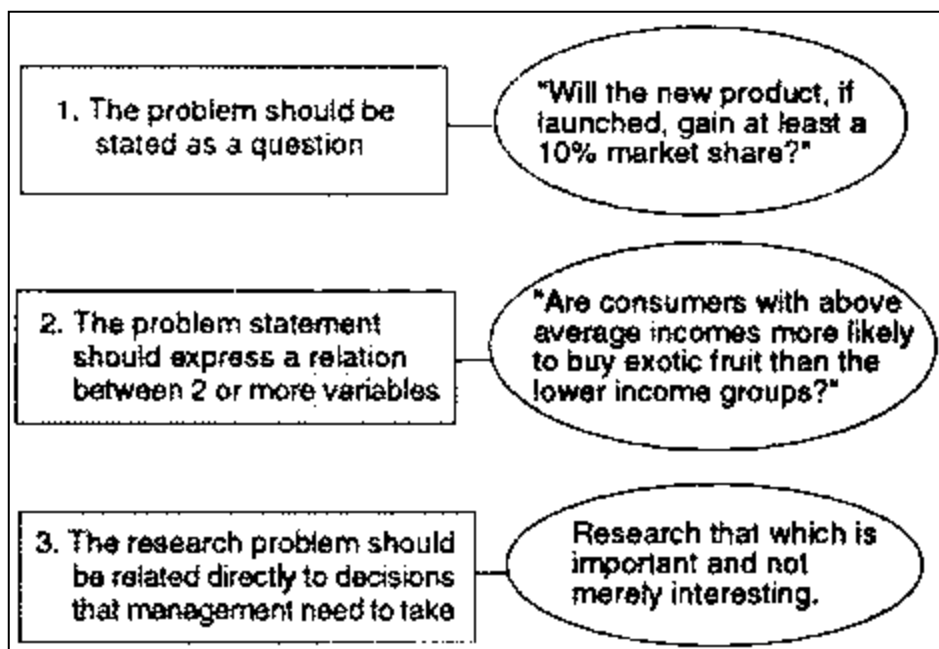 1. The problem should be
stated as a question
"Will the new product, if
launched, gain at least a
10% market share?"
2. The problem statement
should express a relation
between 2 or more variables
"Are consumers with above
average incomes more likely
to buy exotic fruit than the
lower income groups?"
3. The research problem should
be related directly to decisions
that management need to take
Research that which is
important and not
merely interesting.